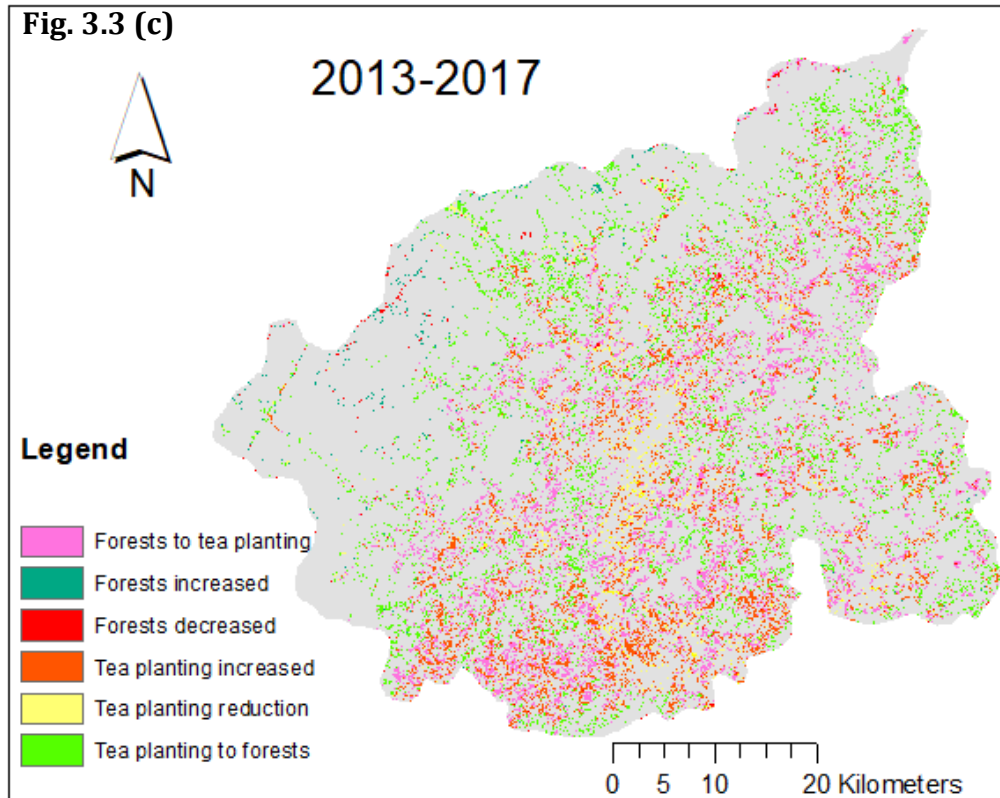 Fig. 3.3 (c)
2013-2017
N
Legend
Forests to tea planting
Forests increased
Forests decreased
Tea planting increased
Tea planting reduction
Tea planting to forests
0 5 10 20 Kilometers